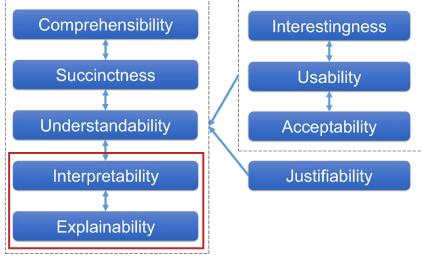 Comprehensibility
Succinctness
Understandability
Interpretability
Explainability
Interestingness
Usability
Acceptability
Justifiability